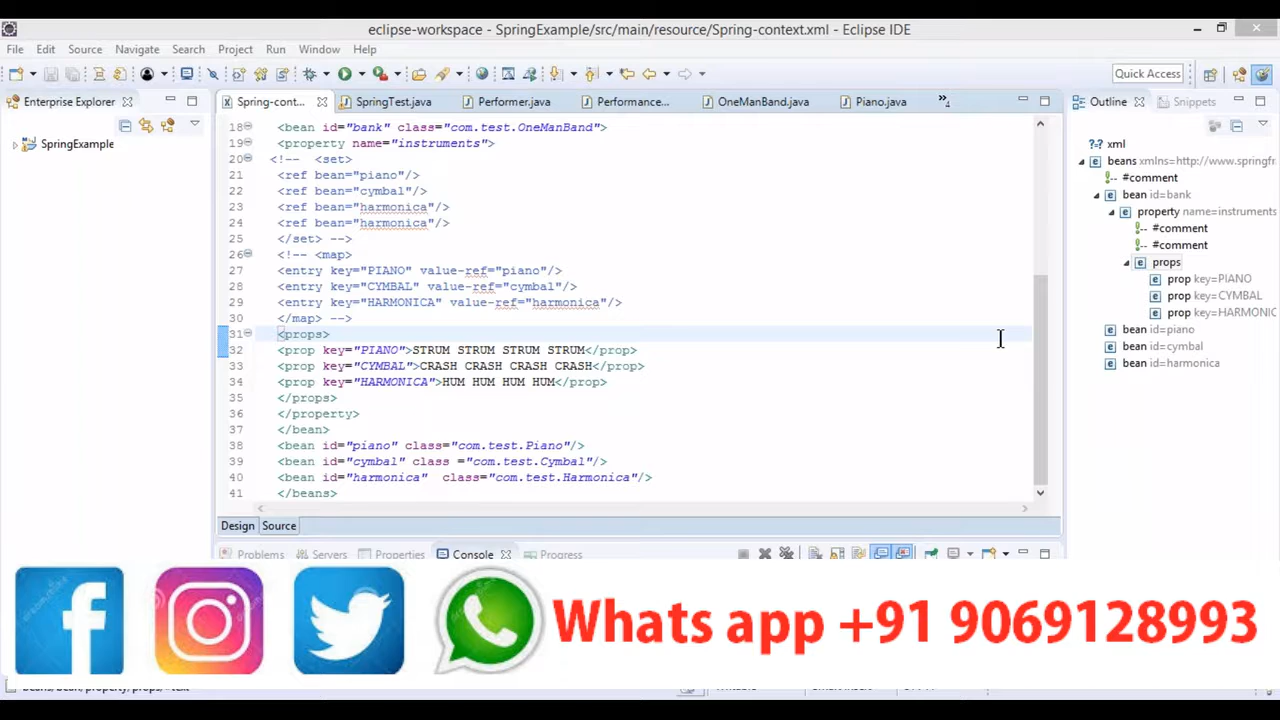 eclipse-workspace - SpringExample/src/main/resource/Spring-context.xml - Eclipse IDE
File Edit Source Navigate Search Project Run Window Help
Quick Access
Enterprise Explorer
Spring-cont... SpringTest.java Performer.java Performance... OneManBand.java Piano.java
Outline Snippets
SpringExample
18 <bean id="bank" class="com.test.OneManBand">
19 <property name="instruments">
20 <!-- <set>
21 <ref bean="piano"/>
22 <ref bean="cymbal"/>
23 <ref bean="harmonica"/>
24 <ref bean="harmonica"/>
25 </set> -->
26 <!-- <map>
27 <entry key="PIANO" value-ref="piano"/>
28 <entry key="CYMBAL" value-ref="cymbal"/>
29 <entry key="HARMONICA" value-ref="harmonica"/>
30 </map> -->
31 <props>
32 <prop key="PIANO">STRUM STRUM STRUM STRUM</prop>
33 <prop key="CYMBAL">CRASH CRASH CRASH CRASH</prop>
34 <prop key="HARMONICA">HUM HUM HUM HUM</prop>
35 </props>
36 </property>
37 </bean>
38 <bean id="piano" class="com.test.Piano"/>
39 <bean id="cymbal" class ="com.test.Cymbal"/>
40 <bean id="harmonica"  class="com.test.Harmonica"/>
41 </beans>
xml
beans xmlns=http://www.springfr
#comment
bean id=bank
property name=instruments
#comment
#comment
props
prop key=PIANO
prop key=CYMBAL
prop key=HARMONIC
bean id=piano
bean id=cymbal
bean id=harmonica
Design Source
Problems Servers Properties Console Progress
Whats app +91 9069128993